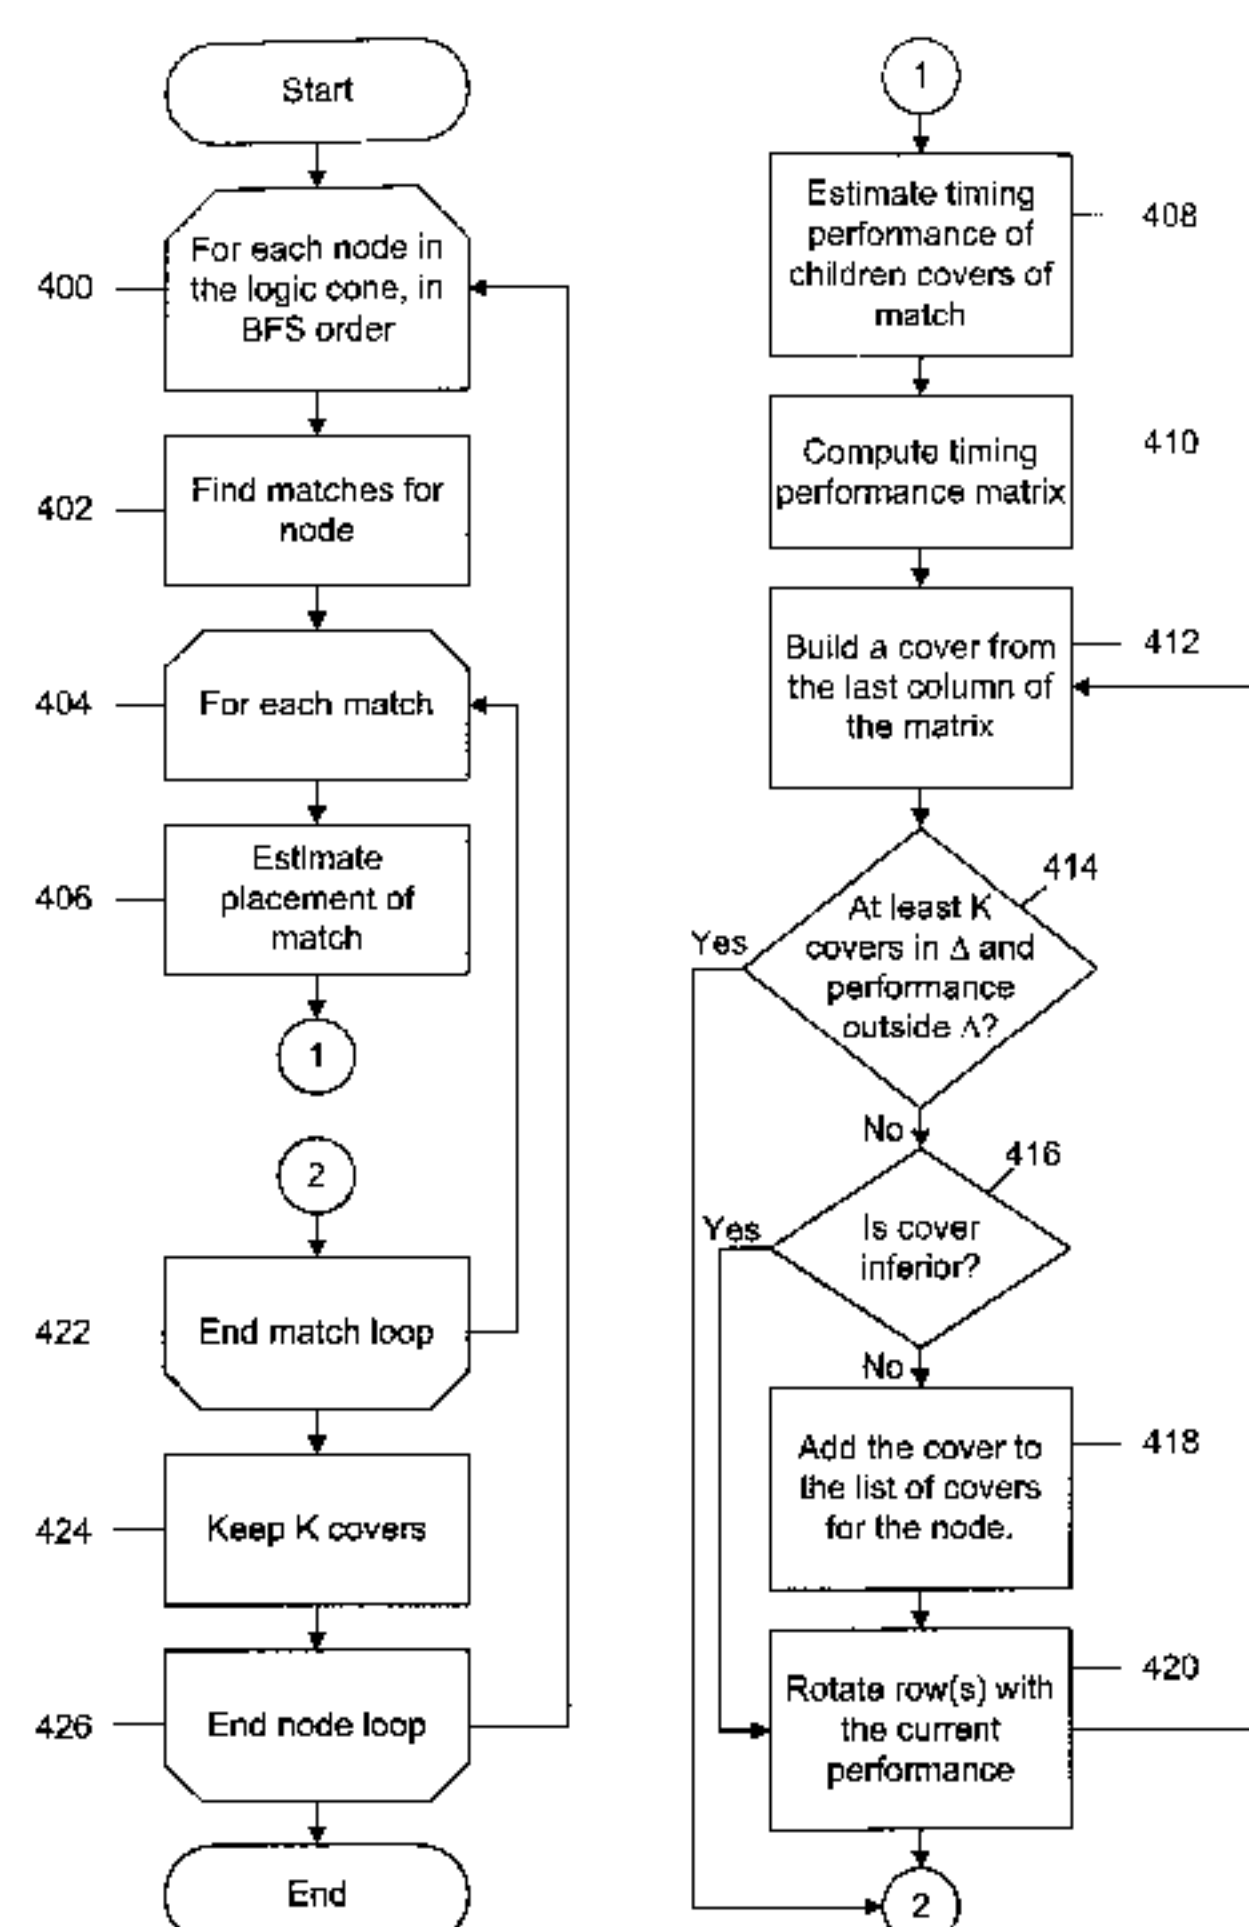 Start
400
For each node in
the logic cone, in
BFS order
402
Find matches for
node
404
For each match
406
Estimate
placement of
match
1
2
422
End match loop
424
Keep K covers
426
End node loop
End
1
Estimate timing
performance of
children covers of
match
408
Compute timing
performance matrix
410
Build a cover from
the last column of
the matrix
412
414
At least K
covers in Δ and
performance
outside Δ?
Yes
No
416
Is cover
inferior?
Yes
No
Add the cover to
the list of covers
for the node.
418
Rotate row(s) with
the current
performance
420
2